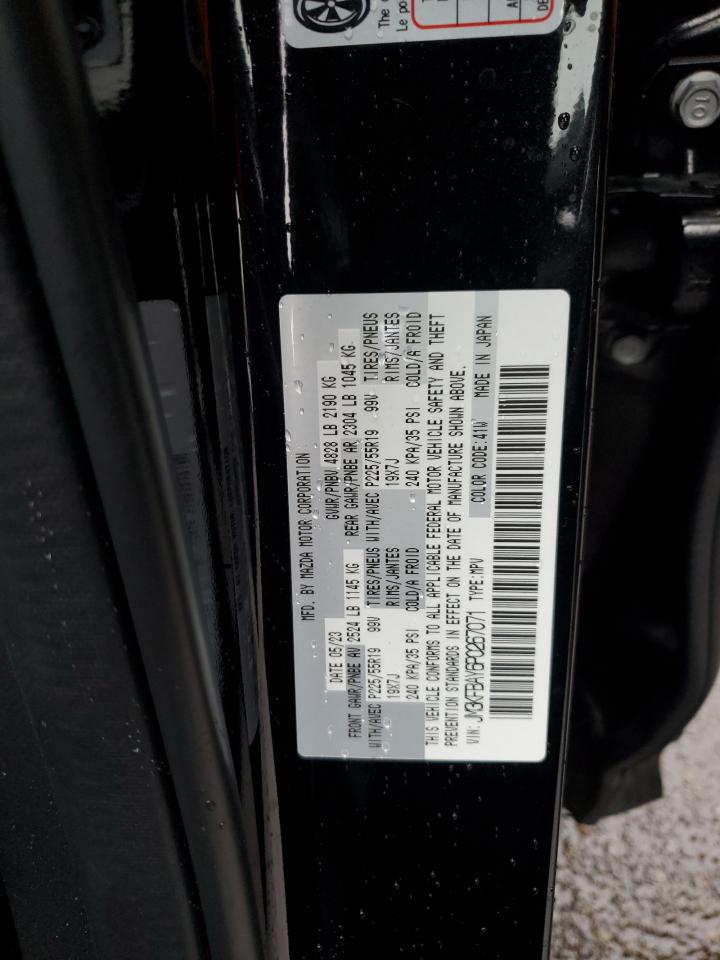 The
Le po
MFD. BY MAZDA MOTOR CORPORATION
DATE 05/23 GVWR/PNBV 4828 LB 2190 KG
FRONT GAWR/PNBE AV 2524 LB 1145 KG REAR GAWR/PNBE AR 2304 LB 1045 KG
WITH/AVEC P225/55R19 99V TIRES/PNEUS WITH/AVEC P225/55R19 99V TIRES/PNEUS
19X7J RIMS/JANTES 19X7J RIMS/JANTES
240 KPA/35 PSI COLD/A FROID 240 KPA/35 PSI COLD/A FROID
THIS VEHICLE CONFORMS TO ALL APPLICABLE FEDERAL MOTOR VEHICLE SAFETY AND THEFT
PREVENTION STANDARDS IN EFFECT ON THE DATE OF MANUFACTURE SHOWN ABOVE.
VIN: JM3KFBAY6P0267071 TYPE:MPV COLOR CODE:41W MADE IN JAPAN